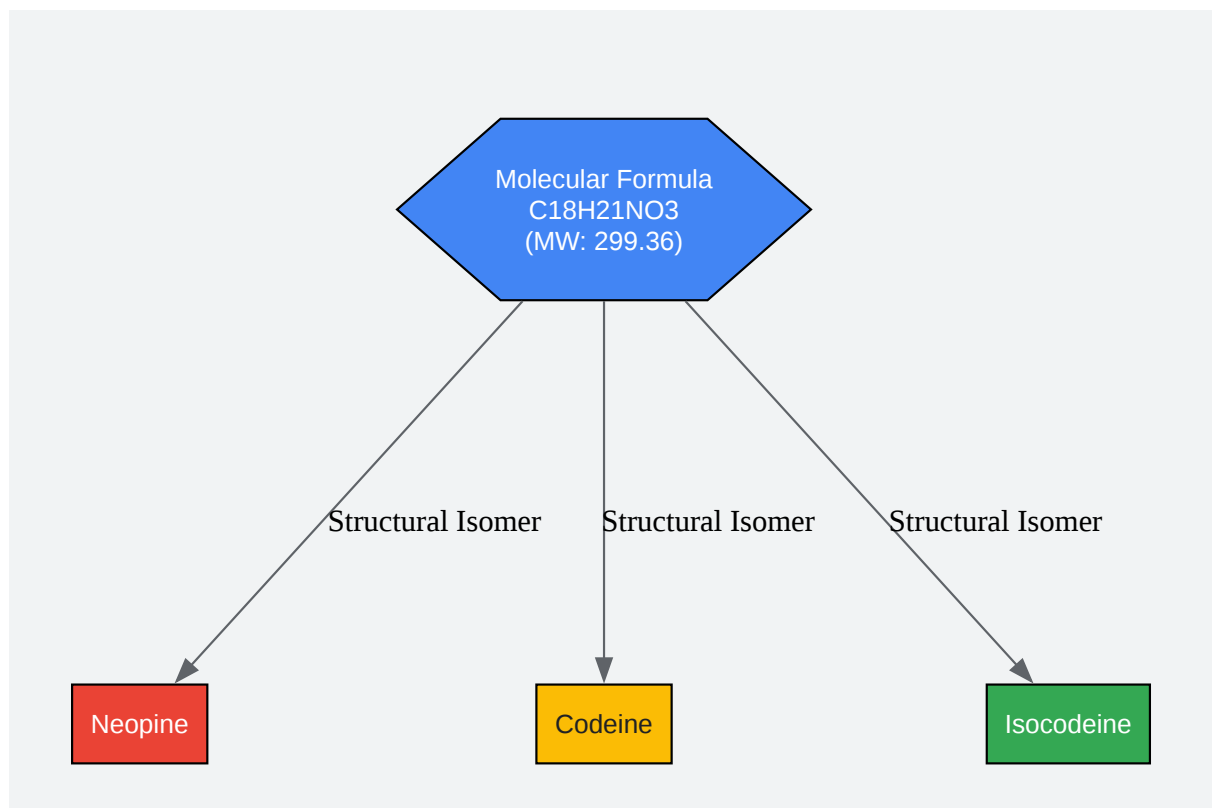 Molecular Formula
C18H21NO3
(MW: 299.36)
Structural Isomer
Structural Isomer
Structural Isomer
Neopine
Codeine
Isocodeine